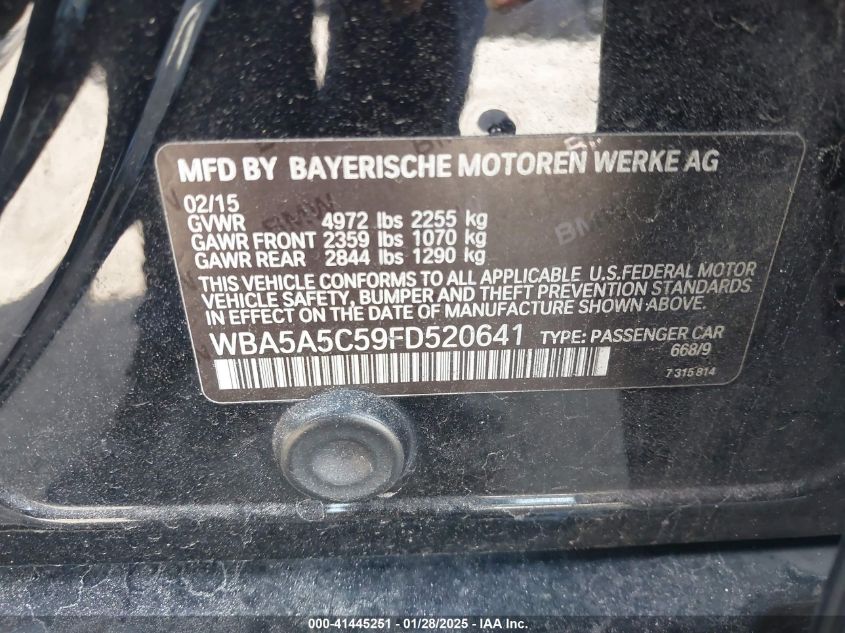 MFD BY BAYERISCHE MOTOREN WERKE AG
02/15
GVWR 4972 lbs 2255 kg
GAWR FRONT 2359 lbs 1070 kg
GAWR REAR 2844 lbs 1290 kg
THIS VEHICLE CONFORMS TO ALL APPLICABLE U.S.FEDERAL MOTOR
VEHICLE SAFETY, BUMPER AND THEFT PREVENTION STANDARDS
IN EFFECT ON THE DATE OF MANUFACTURE SHOWN ABOVE.
WBA5A5C59FD520641 TYPE: PASSENGER CAR
668/9
7 315 814
000-41445251 | 01/28/2025 | IAA Inc.